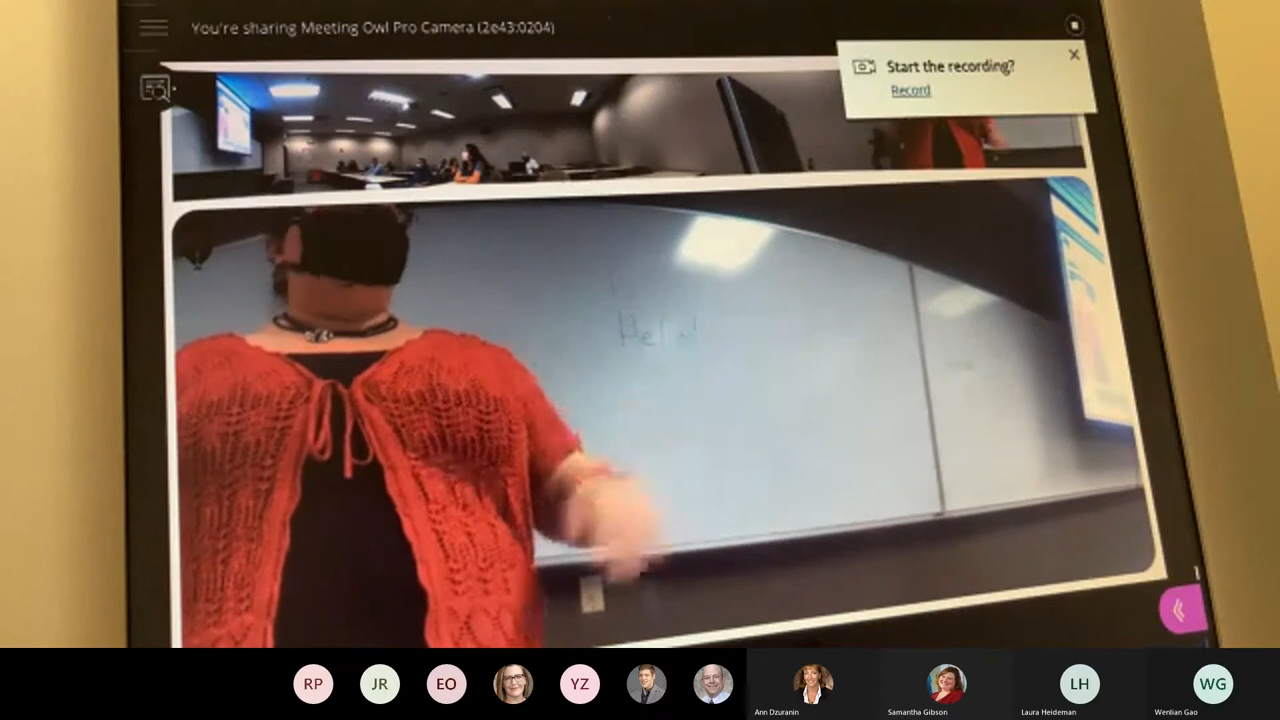 You're sharing Meeting Owl Pro Camera (2e43:0204)
Start the recording?
Record
Hello!
RP
JR
EO
YZ
LH
WG
Ann Dzuranin
Samantha Gibson
Laura Heideman
Wenlian Gao